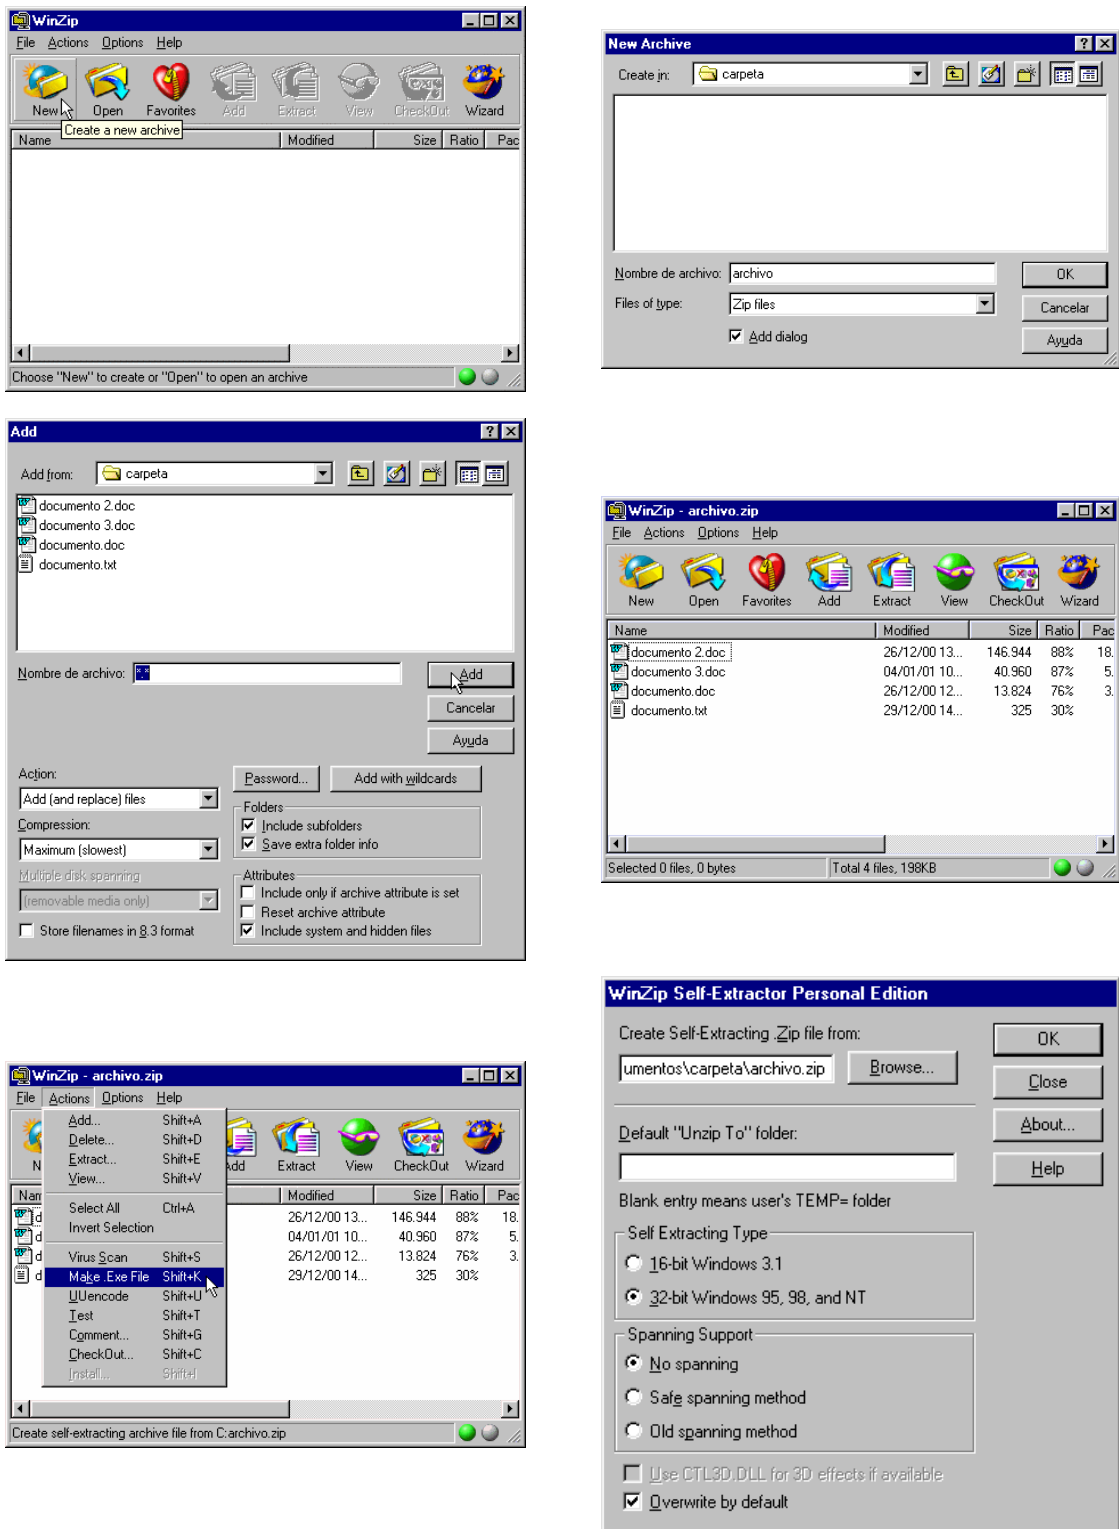 WinZip
File Actions Options Help
New Open Favorites Add Extract View CheckOut Wizard
Create a new archive
Name Modified Size Ratio Pac
Choose "New" to create or "Open" to open an archive
New Archive
Create in: carpeta
Nombre de archivo: archivo OK
Files of type: Zip files Cancelar
Add dialog Ayuda
Add
Add from: carpeta
documento 2.doc
documento 3.doc
documento.doc
documento.txt
Nombre de archivo: *.* Add
Cancelar
Ayuda
Action: Password... Add with wildcards
Add (and replace) files Folders
Compression: Include subfolders
Maximum (slowest) Save extra folder info
Multiple disk spanning Attributes
(removable media only) Include only if archive attribute is set
Reset archive attribute
Store filenames in 8.3 format Include system and hidden files
WinZip - archivo.zip
File Actions Options Help
New Open Favorites Add Extract View CheckOut Wizard
Name Modified Size Ratio Pac
documento 2.doc 26/12/00 13... 146.944 88% 18.
documento 3.doc 04/01/01 10... 40.960 87% 5.
documento.doc 26/12/00 12... 13.824 76% 3.
documento.txt 29/12/00 14... 325 30%
Selected 0 files, 0 bytes Total 4 files, 198KB
WinZip - archivo.zip
File Actions Options Help
N Add Extract View CheckOut Wizard
Add... Shift+A
Delete... Shift+D
Extract... Shift+E
View... Shift+V
Select All Ctrl+A
Invert Selection
Virus Scan Shift+S
Make .Exe File Shift+K
UUencode Shift+U
Test Shift+T
Comment... Shift+G
CheckOut... Shift+C
Install... Shift+I
Nam Modified Size Ratio Pac
d 26/12/00 13... 146.944 88% 18.
d 04/01/01 10... 40.960 87% 5.
d 26/12/00 12... 13.824 76% 3.
d 29/12/00 14... 325 30%
Create self-extracting archive file from C:archivo.zip
WinZip Self-Extractor Personal Edition
Create Self-Extracting .Zip file from: OK
umentos\carpeta\archivo.zip Browse... Close
Default "Unzip To" folder: About...
Help
Blank entry means user's TEMP= folder
Self Extracting Type
16-bit Windows 3.1
32-bit Windows 95, 98, and NT
Spanning Support
No spanning
Safe spanning method
Old spanning method
Use CTL3D.DLL for 3D effects if available
Overwrite by default